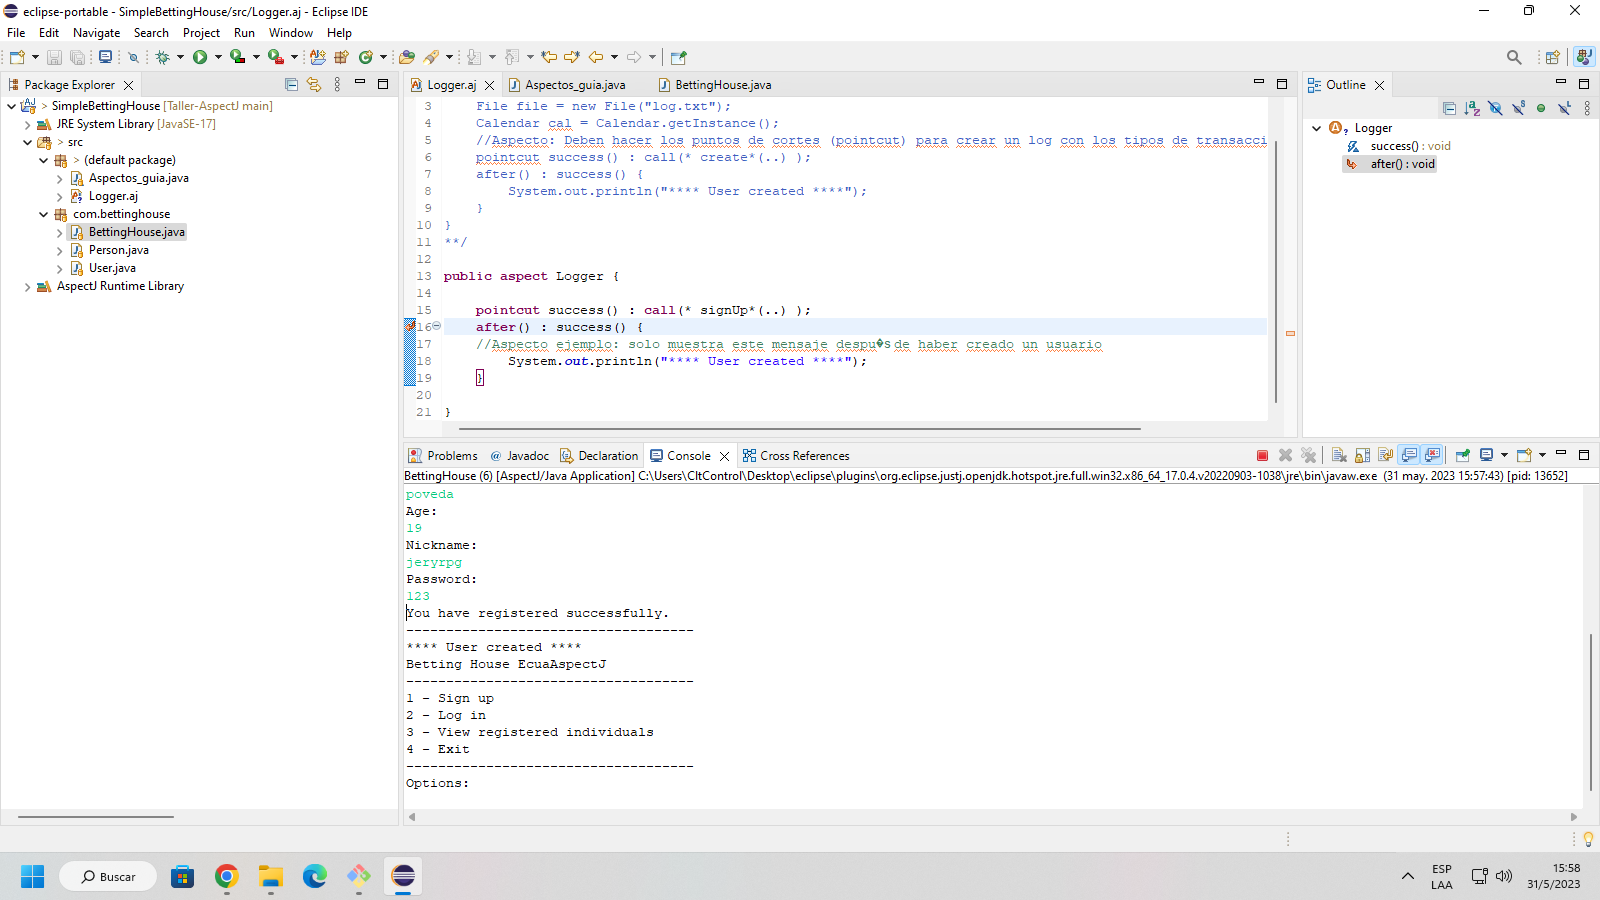 eclipse-portable - SimpleBettingHouse/src/Logger.aj - Eclipse IDE
File Edit Navigate Search Project Run Window Help
Package Explorer
> SimpleBettingHouse [Taller-AspectJ main]
JRE System Library [JavaSE-17]
> src
> (default package)
Aspectos_guia.java
Logger.aj
com.bettinghouse
BettingHouse.java
Person.java
User.java
AspectJ Runtime Library
Logger.aj Aspectos_guia.java BettingHouse.java
3 File file = new File("log.txt");
4 Calendar cal = Calendar.getInstance();
5 //Aspecto: Deben hacer los puntos de cortes (pointcut) para crear un log con los tipos de transacci
6 pointcut success() : call(* create*(..) );
7 after() : success() {
8 System.out.println("**** User created ****");
9 }
10 }
11 **/
12
13 public aspect Logger {
14
15 pointcut success() : call(* signUp*(..) );
16 after() : success() {
17 //Aspecto ejemplo: solo muestra este mensaje despu�s de haber creado un usuario
18 System.out.println("**** User created ****");
19 }
20
21 }
Outline
Logger
success() : void
after() : void
Problems @ Javadoc Declaration Console Cross References
BettingHouse (6) [AspectJ/Java Application] C:\Users\CltControl\Desktop\eclipse\plugins\org.eclipse.justj.openjdk.hotspot.jre.full.win32.x86_64_17.0.4.v20220903-1038\jre\bin\javaw.exe (31 may. 2023 15:57:43) [pid: 13652]
poveda
Age:
19
Nickname:
jeryrpg
Password:
123
You have registered successfully.
------------------------------------
**** User created ****
Betting House EcuaAspectJ
------------------------------------
1 - Sign up
2 - Log in
3 - View registered individuals
4 - Exit
------------------------------------
Options:
Buscar
ESP
LAA
15:58
31/5/2023